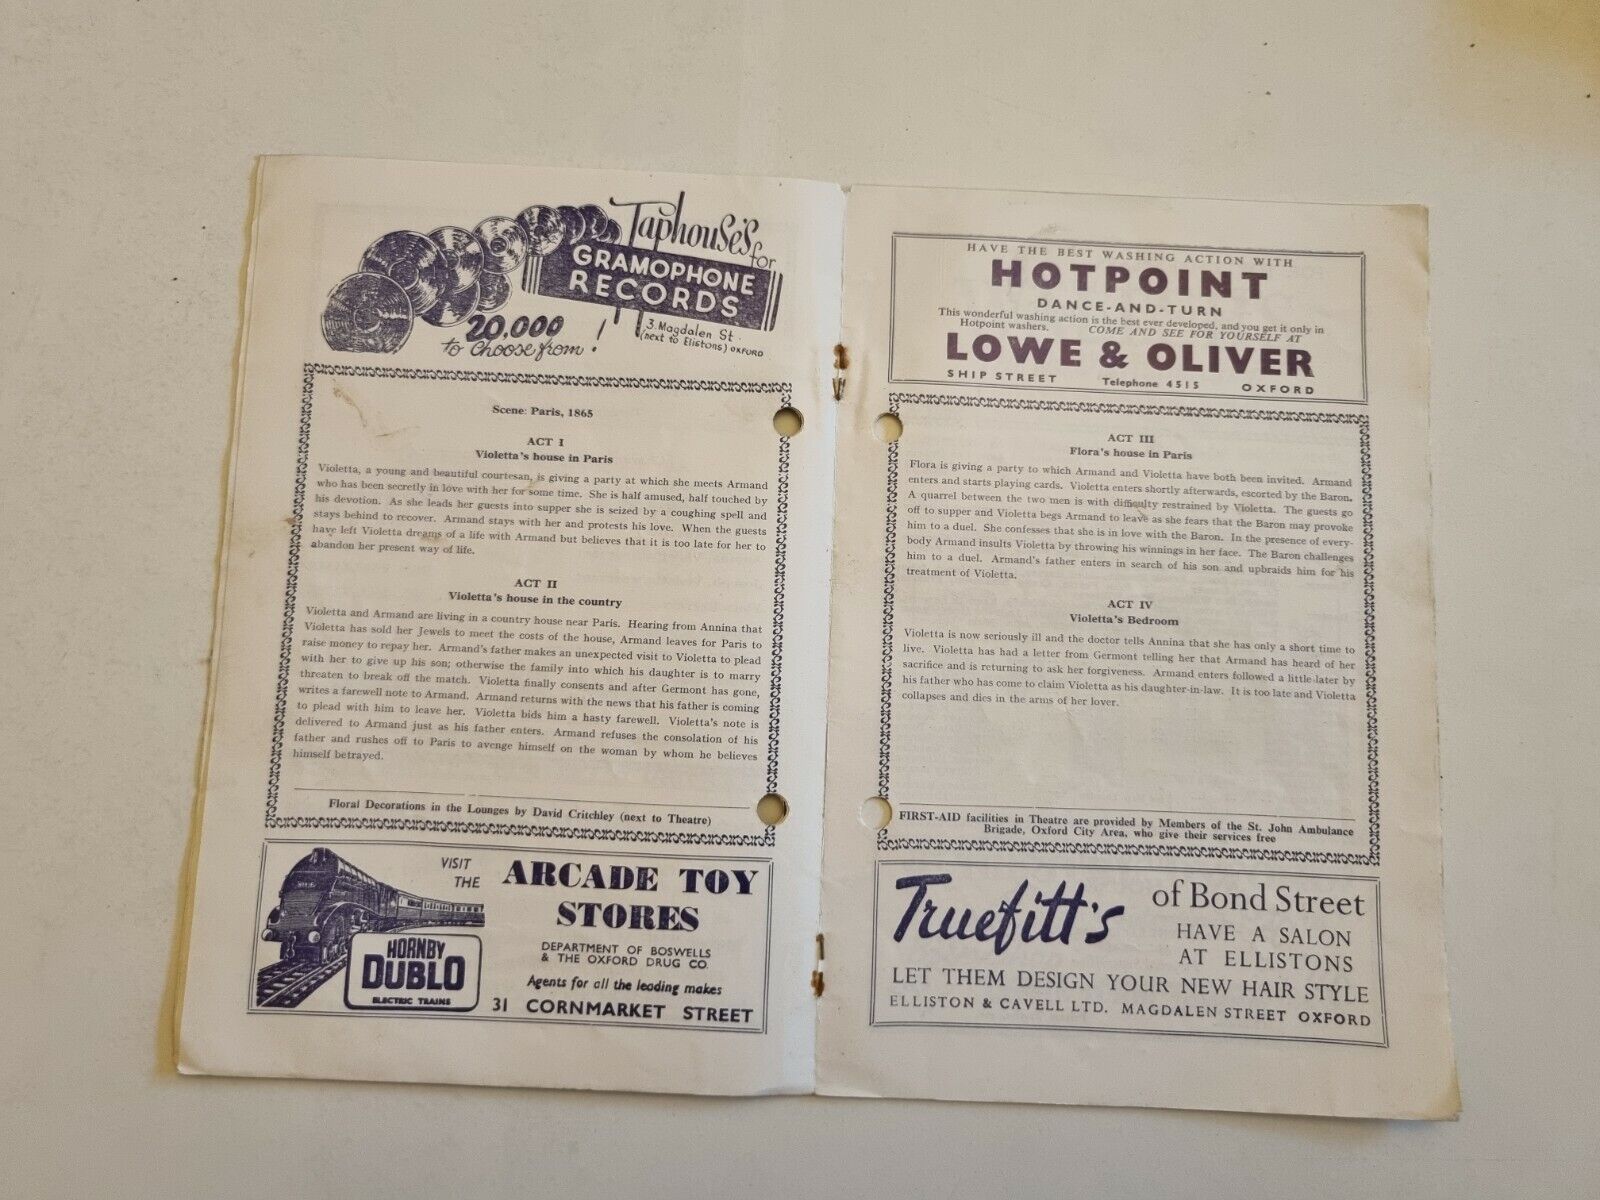 Taphouse's
for
GRAMOPHONE
RECORDS
20,000
to choose from!
3. Magdalen St
(next to Elistons) OXFORD
Scene: Paris, 1865
ACT I
Violetta's house in Paris
Violetta, a young and beautiful courtesan, is giving a party at which she meets Armand
who has been secretly in love with her for some time. She is half amused, half touched by
his devotion. As she leads her guests into supper she is seized by a coughing spell and
stays behind to recover. Armand stays with her and protests his love. When the guests
have left Violetta dreams of a life with Armand but believes that it is too late for her to
abandon her present way of life.
ACT II
Violetta's house in the country
Violetta and Armand are living in a country house near Paris. Hearing from Annina that
Violetta has sold her Jewels to meet the costs of the house, Armand leaves for Paris to
raise money to repay her. Armand's father makes an unexpected visit to Violetta to plead
with her to give up his son; otherwise the family into which his daughter is to marry
threaten to break off the match. Violetta finally consents and after Germont has gone,
writes a farewell note to Armand. Armand returns with the news that his father is coming
to plead with him to leave her. Violetta bids him a hasty farewell. Violetta's note is
delivered to Armand just as his father enters. Armand refuses the consolation of his
father and rushes off to Paris to avenge himself on the woman by whom he believes
himself betrayed.
Floral Decorations in the Lounges by David Critchley (next to Theatre)
VISIT
THE
ARCADE TOY
STORES
DEPARTMENT OF BOSWELLS
& THE OXFORD DRUG CO.
Agents for all the leading makes
31 CORNMARKET STREET
HORNBY
DUBLO
ELECTRIC TRAINS
HAVE THE BEST WASHING ACTION WITH
HOTPOINT
DANCE-AND-TURN
This wonderful washing action is the best ever developed, and you get it only in
Hotpoint washers. COME AND SEE FOR YOURSELF AT
LOWE & OLIVER
SHIP STREET Telephone 4515 OXFORD
ACT III
Flora's house in Paris
Flora is giving a party to which Armand and Violetta have both been invited. Armand
enters and starts playing cards. Violetta enters shortly afterwards, escorted by the Baron.
A quarrel between the two men is with difficulty restrained by Violetta. The guests go
off to supper and Violetta begs Armand to leave as she fears that the Baron may provoke
him to a duel. She confesses that she is in love with the Baron. In the presence of every-
body Armand insults Violetta by throwing his winnings in her face. The Baron challenges
him to a duel. Armand's father enters in search of his son and upbraids him for his
treatment of Violetta.
ACT IV
Violetta's Bedroom
Violetta is now seriously ill and the doctor tells Annina that she has only a short time to
live. Violetta has had a letter from Germont telling her that Armand has heard of her
sacrifice and is returning to ask her forgiveness. Armand enters followed a little later by
his father who has come to claim Violetta as his daughter-in-law. It is too late and Violetta
collapses and dies in the arms of her lover.
FIRST-AID facilities in Theatre are provided by Members of the St. John Ambulance
Brigade, Oxford City Area, who give their services free
Truefitt's
of Bond Street
HAVE A SALON
AT ELLISTONS
LET THEM DESIGN YOUR NEW HAIR STYLE
ELLISTON & CAVELL LTD. MAGDALEN STREET OXFORD